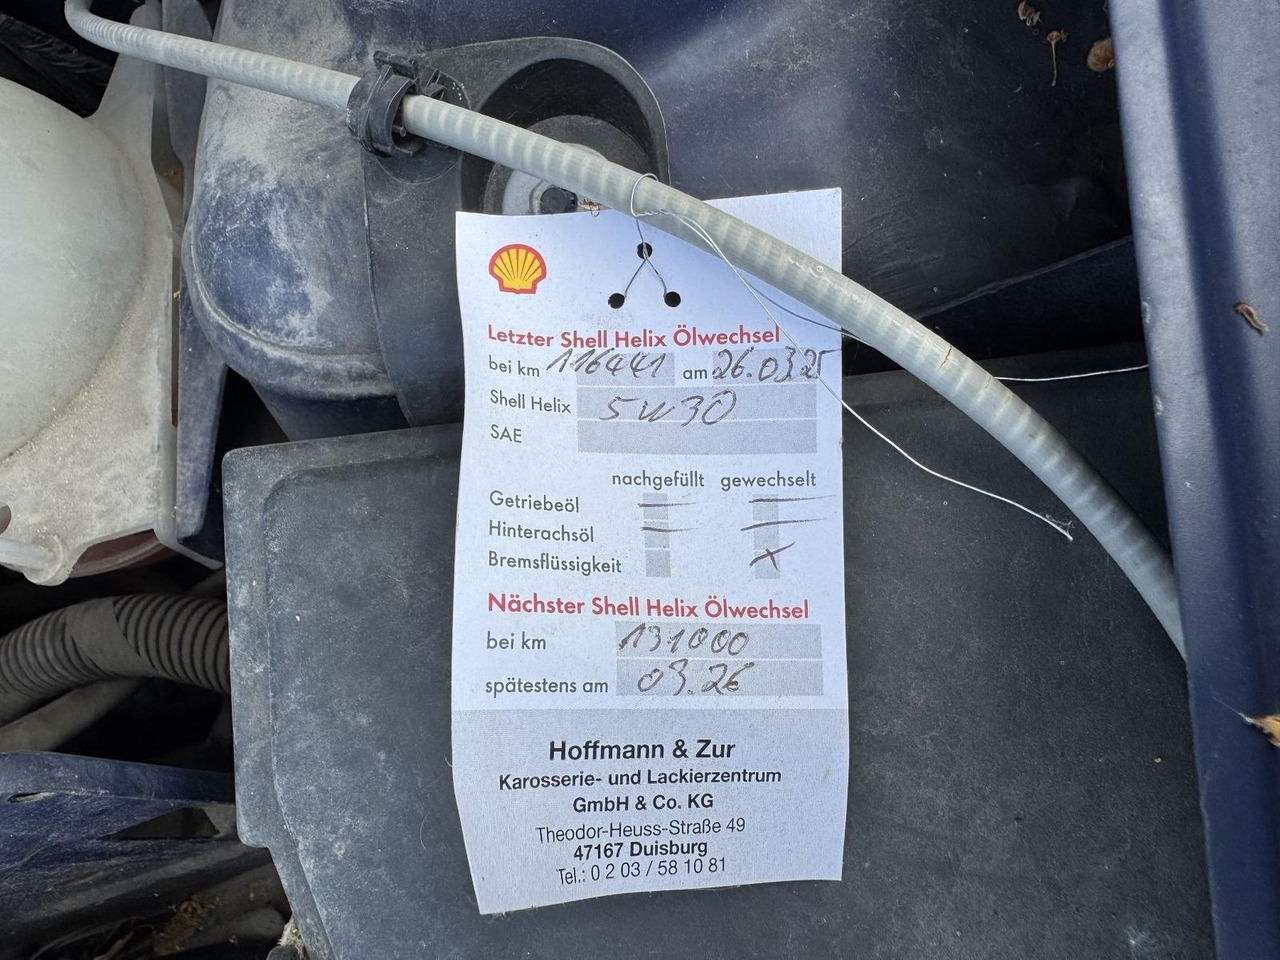 Letzter Shell Helix Ölwechsel
bei km 116441 am 26.03.25
Shell Helix 5W30
SAE
nachgefüllt gewechselt
Getriebeöl — —
Hinterachsöl — —
Bremsflüssigkeit x
Nächster Shell Helix Ölwechsel
bei km 131000
spätestens am 03.26
Hoffmann & Zur
Karosserie- und Lackierzentrum
GmbH & Co. KG
Theodor-Heuss-Straße 49
47167 Duisburg
Tel.: 0 2 03 / 58 10 81